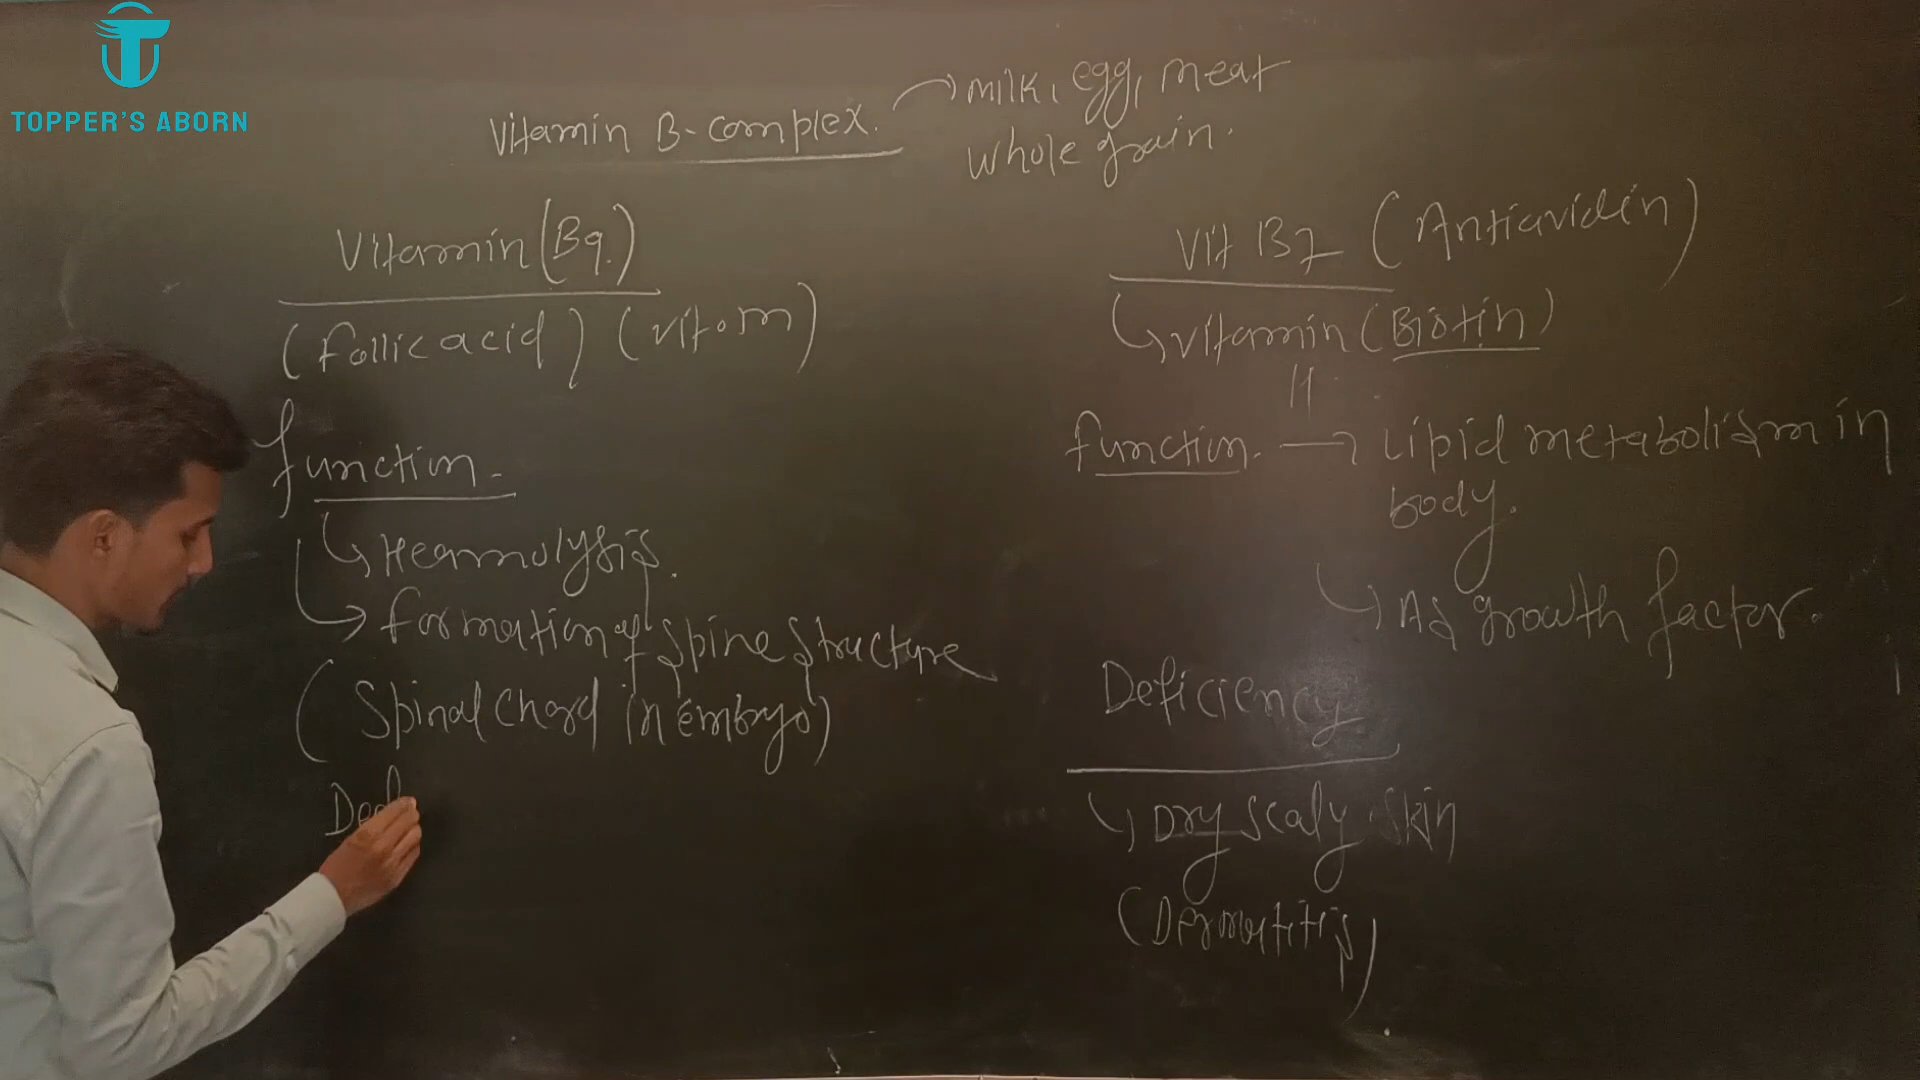 TOPPER'S ABORN
Vitamin B-complex. milk, egg, meat
whole grain.
Vitamin (B9.)
(follic acid) (vit-m)
function.
Heamolysis.
formation of spine structure
(Spinal chord in embryo)
Vit B7 (Antiavidin)
vitamin (Biotin)
function. Lipid metabolism in
body.
As growth factor.
Deficiency
Dry scaly skin
(Dermatitis)